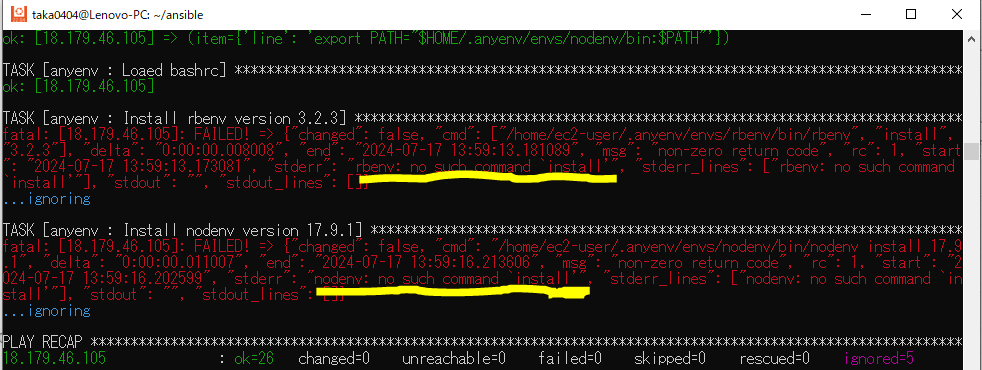 taka0404@Lenovo-PC: ~/ansible
ok: [18.179.46.105] => (item={'line': 'export PATH="$HOME/.anyenv/envs/nodenv/bin:$PATH"'})
TASK [anyenv : Loaed bashrc] ******************************************************************************************
ok: [18.179.46.105]
TASK [anyenv : Install rbenv version 3.2.3] ***************************************************************************
fatal: [18.179.46.105]: FAILED! => {"changed": false, "cmd": ["/home/ec2-user/.anyenv/envs/rbenv/bin/rbenv", "install",
"3.2.3"], "delta": "0:00:00.008008", "end": "2024-07-17 13:59:13.181089", "msg": "non-zero return code", "rc": 1, "start
": "2024-07-17 13:59:13.173081", "stderr": "rbenv: no such command `install'", "stderr_lines": ["rbenv: no such command
`install'"], "stdout": "", "stdout_lines": []}
...ignoring
TASK [anyenv : Install nodenv version 17.9.1] *************************************************************************
fatal: [18.179.46.105]: FAILED! => {"changed": false, "cmd": "/home/ec2-user/.anyenv/envs/nodenv/bin/nodenv install 17.9
.1", "delta": "0:00:00.011007", "end": "2024-07-17 13:59:16.213606", "msg": "non-zero return code", "rc": 1, "start": "2
024-07-17 13:59:16.202599", "stderr": "nodenv: no such command `install'", "stderr_lines": ["nodenv: no such command `in
stall'"], "stdout": "", "stdout_lines": []}
...ignoring
PLAY RECAP ************************************************************************************************************
18.179.46.105 : ok=26 changed=0 unreachable=0 failed=0 skipped=0 rescued=0 ignored=5